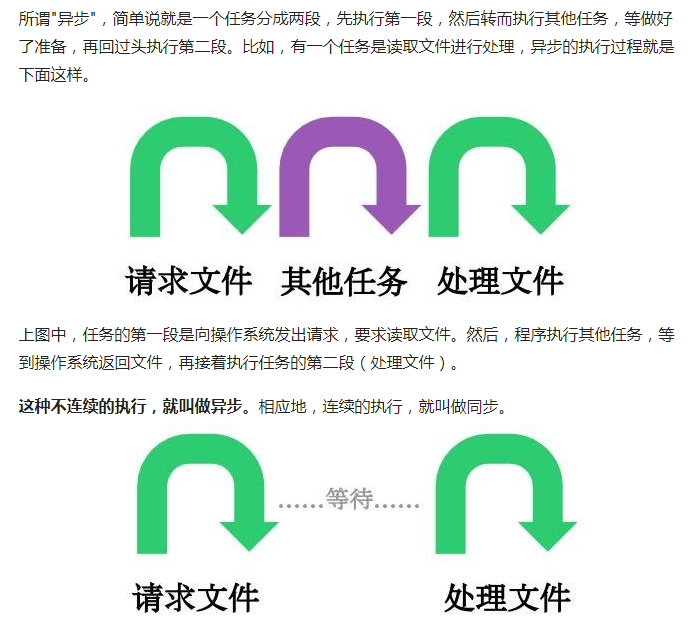 所谓"异步"，简单说就是一个任务分成两段，先执行第一段，然后转而执行其他任务，等做好
了准备，再回过头执行第二段。比如，有一个任务是读取文件进行处理，异步的执行过程就是
下面这样。
请求文件 其他任务 处理文件
上图中，任务的第一段是向操作系统发出请求，要求读取文件。然后，程序执行其他任务，等
到操作系统返回文件，再接着执行任务的第二段（处理文件）。
这种不连续的执行，就叫做异步。相应地，连续的执行，就叫做同步。
……等待……
请求文件 处理文件